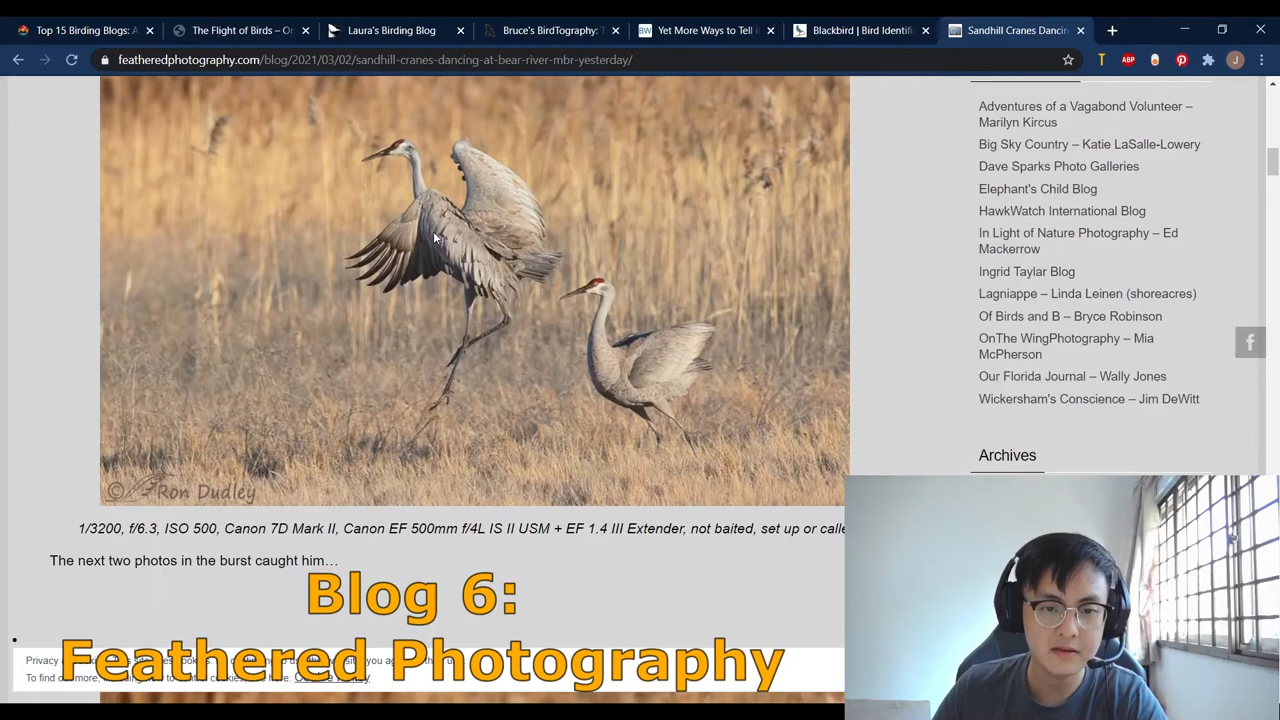 Top 15 Birding Blogs: A
The Flight of Birds – Or
Laura's Birding Blog
Bruce's BirdTography: T
BW Yet More Ways to Tell i
Blackbird | Bird Identifi
Sandhill Cranes Dancin
featheredphotography.com/blog/2021/03/02/sandhill-cranes-dancing-at-bear-river-mbr-yesterday/
T
ABP
J
Adventures of a Vagabond Volunteer –
Marilyn Kircus
Big Sky Country – Katie LaSalle-Lowery
Dave Sparks Photo Galleries
Elephant's Child Blog
HawkWatch International Blog
In Light of Nature Photography – Ed
Mackerrow
Ingrid Taylar Blog
Lagniappe – Linda Leinen (shoreacres)
Of Birds and B – Bryce Robinson
OnThe WingPhotography – Mia
McPherson
Our Florida Journal – Wally Jones
Wickersham's Conscience – Jim DeWitt
f
Archives
© Ron Dudley
1/3200, f/6.3, ISO 500, Canon 7D Mark II, Canon EF 500mm f/4L IS II USM + EF 1.4 III Extender, not baited, set up or calle
The next two photos in the burst caught him…
Blog 6:
Feathered Photography
Privacy
To find